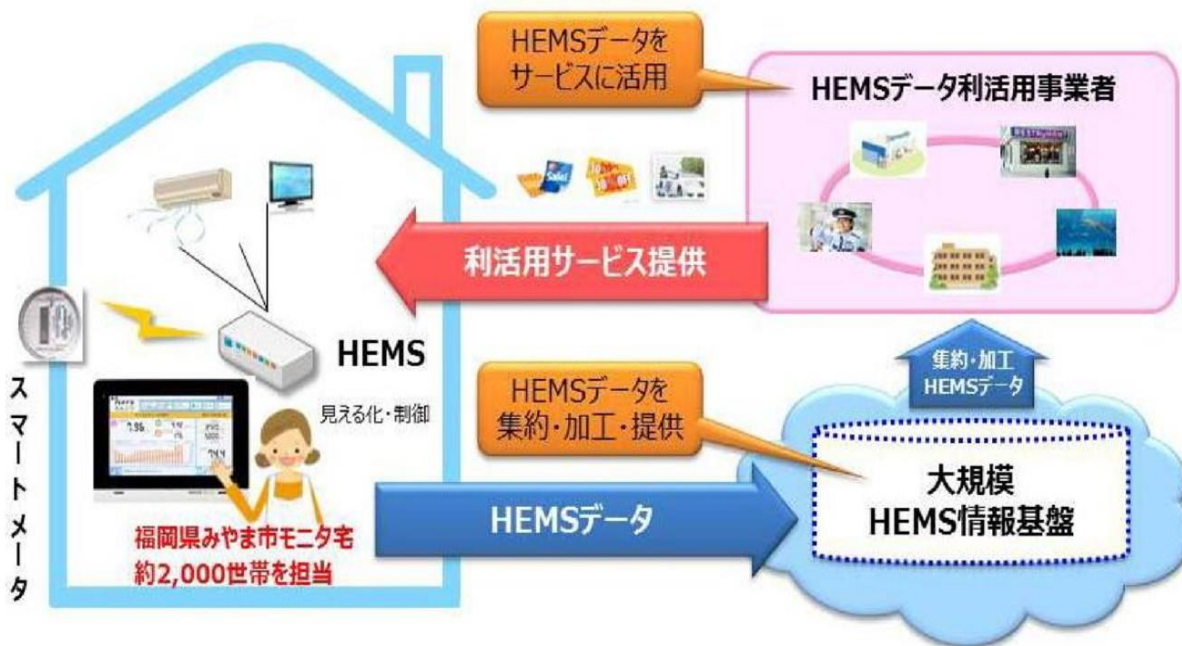 HEMSデータを
サービスに活用
HEMSデータ利活用事業者
RESTAURANT
Sale!
利活用サービス提供
HEMS
見える化・制御
スマートメータ
HEMSデータを
集約・加工・提供
集約・加工
HEMSデータ
大規模
HEMS情報基盤
HEMSデータ
福岡県みやま市モニタ宅
約2,000世帯を担当